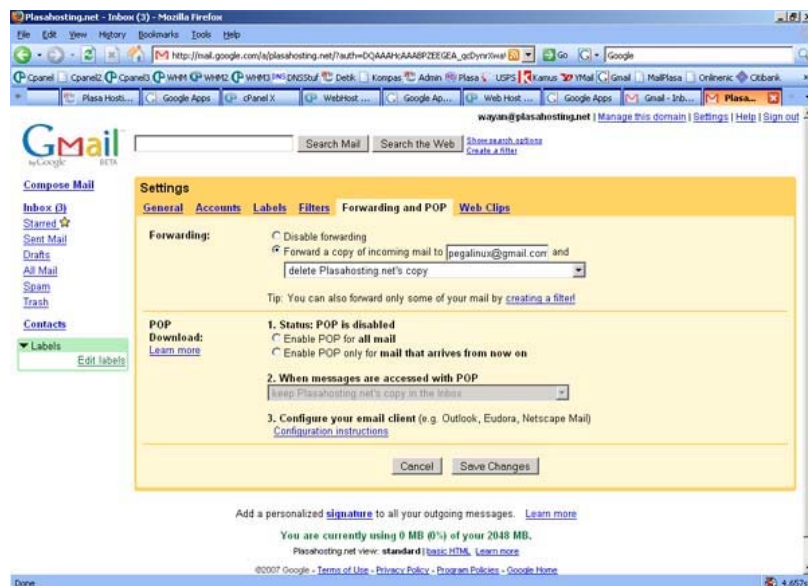 Plasahosting.net - Inbox (3) - Mozilla Firefox
File Edit View History Bookmarks Tools Help
http://mail.google.com/a/plasahosting.net/?auth= Go Google
Cpanel Cpanel2 Cpanel3 WHM WHM2 WHM3 DNSStuf Detik Kompas Admin Plasa USPS Kamus YMail Gmail MailPlasa Onlineric Citibank
Plasa Hosti... Google Apps cPanel X WebHost ... Google Ap... Web Host ... Google Apps Gmail - Inb... Plasa...
wayan@plasahosting.net | Manage this domain | Settings | Help | Sign out
Gmail by Google BETA
Search Mail Search the Web Show search options
Create a filter
Compose Mail
Inbox (3)
Starred
Sent Mail
Drafts
All Mail
Spam
Trash
Contacts
Labels
Edit labels
Settings
General Accounts Labels Filters Forwarding and POP Web Clips
Forwarding:
Disable forwarding
Forward a copy of incoming mail to pegalinux@gmail.com and
delete Plasahosting.net's copy
Tip: You can also forward only some of your mail by creating a filter!
POP Download:
Learn more
1. Status: POP is disabled
Enable POP for all mail
Enable POP only for mail that arrives from now on
2. When messages are accessed with POP
keep Plasahosting.net's copy in the Inbox
3. Configure your email client (e.g. Outlook, Eudora, Netscape Mail)
Configuration instructions
Cancel Save Changes
Add a personalized signature to all your outgoing messages. Learn more
You are currently using 0 MB (0%) of your 2048 MB.
Plasahosting.net view: standard | basic HTML Learn more
©2007 Google - Terms of Use - Privacy Policy - Program Policies - Google Home
Done